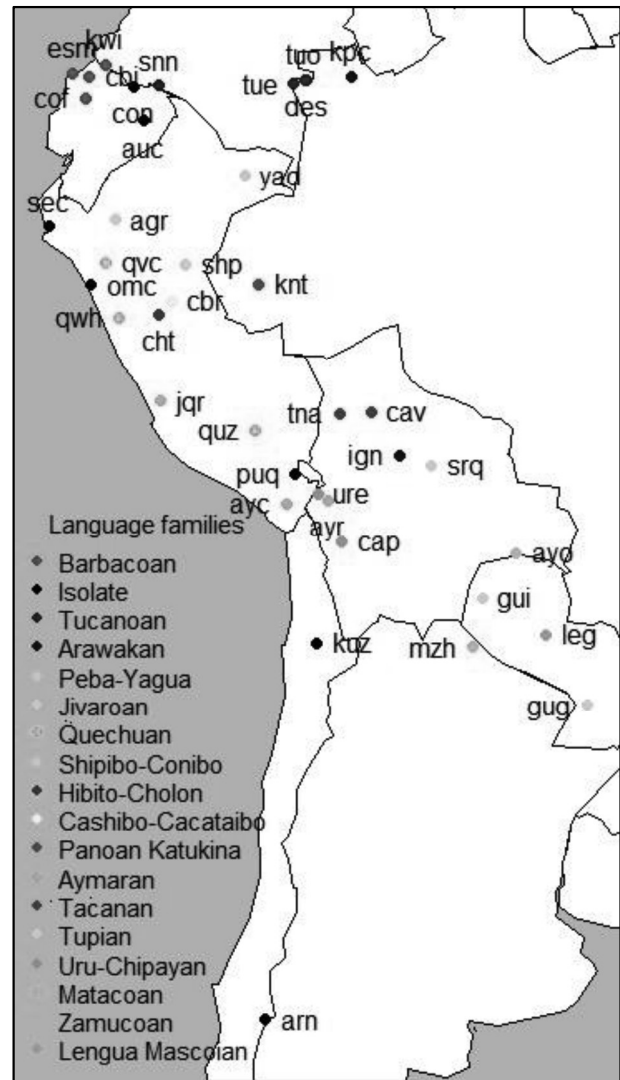 kwi
esm
cbi
snn
tuo
kpc
cof
tue
con
des
auc
yad
sec
agr
qvc
shp
omc
knt
cbr
qwh
cht
jqr
tna
cav
quz
ign
srq
puq
ure
ayc
ayr
cap
ayo
gui
kuz
mzh
leg
gug
arn
Language families
Barbacoan
Isolate
Tucanoan
Arawakan
Peba-Yagua
Jivaroan
Quechuan
Shipibo-Conibo
Hibito-Cholon
Cashibo-Cacataibo
Panoan Katukina
Aymaran
Tacanan
Tupian
Uru-Chipayan
Matacoan
Zamucoan
Lengua Mascoian